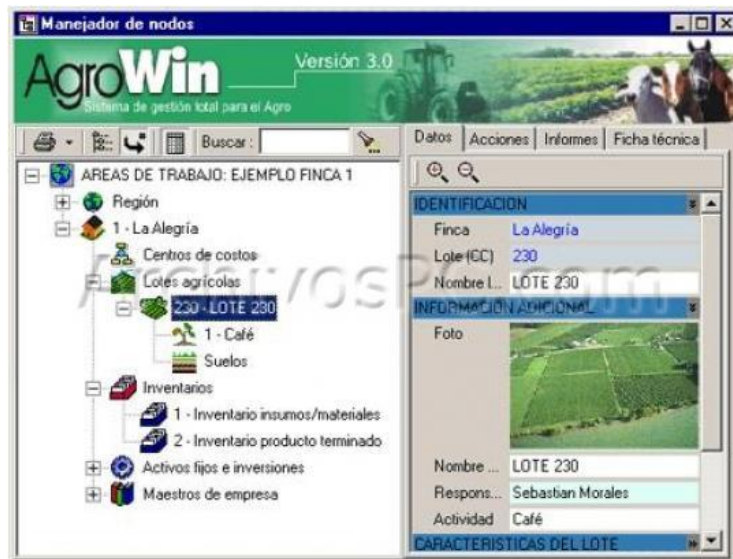 Manejador de nodos
AgroWin
Versión 3.0
Sistema de gestión total para el Agro
Buscar :
Datos
Acciones
Informes
Ficha técnica
AREAS DE TRABAJO: EJEMPLO FINCA 1
Región
1 - La Alegría
Centros de costos
Lotes agrícolas
230 - LOTE 230
1 - Café
Suelos
Inventarios
1 - Inventario insumos/materiales
2 - Inventario producto terminado
Activos fijos e inversiones
Maestros de empresa
IDENTIFICACION
Finca La Alegría
Lote (CC) 230
Nombre l... LOTE 230
INFORMACION ADICIONAL
Foto
Nombre ... LOTE 230
Respons... Sebastian Morales
Actividad Café
CARACTERISTICAS DEL LOTE
ArchivosPC.com